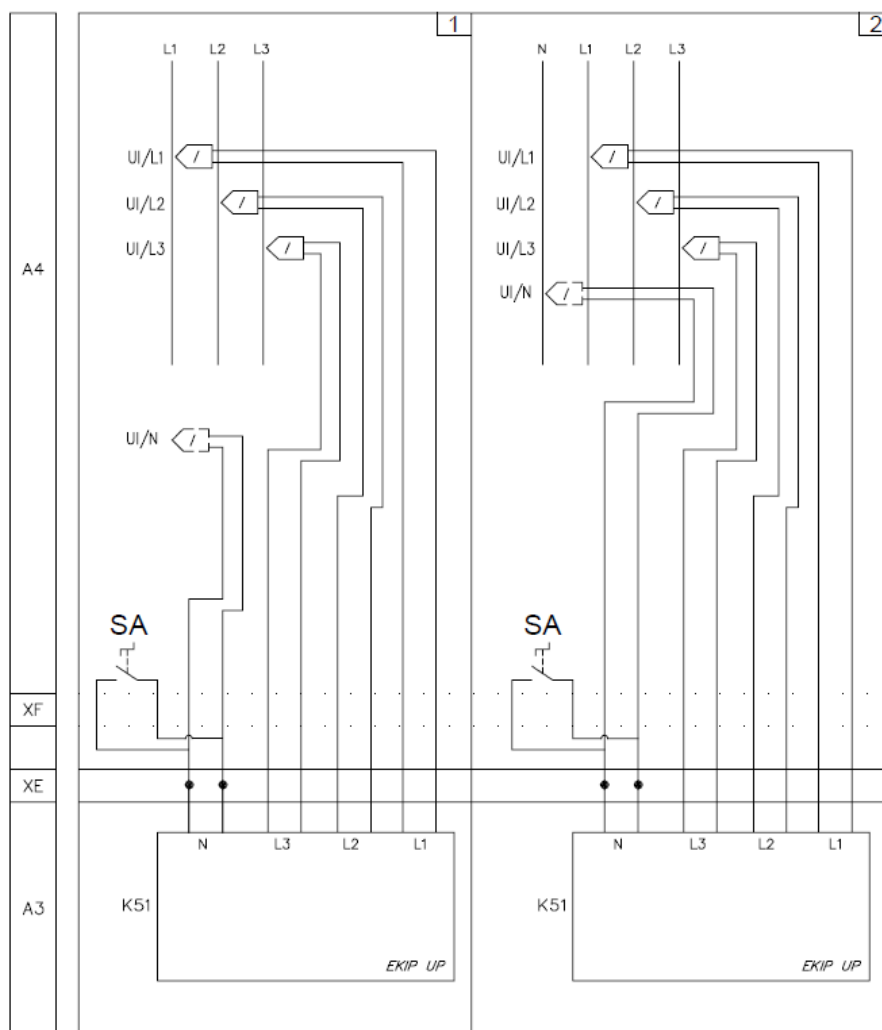 1
2
L1 L2 L3
N L1 L2 L3
UI/L1
UI/L1
UI/L2
UI/L2
UI/L3
UI/L3
A4
UI/N
UI/N
SA
SA
XF
XE
N L3 L2 L1
N L3 L2 L1
A3
K51
K51
EKIP UP
EKIP UP